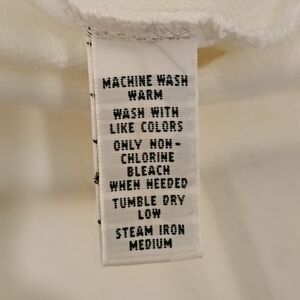 MACHINE WASH
WARM
WASH WITH
LIKE COLORS
ONLY NON-
CHLORINE
BLEACH
WHEN NEEDED
TUMBLE DRY
LOW
STEAM IRON
MEDIUM